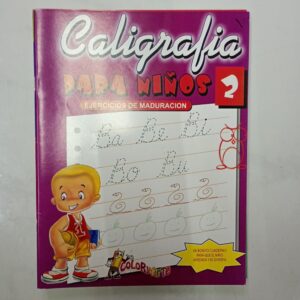 Caligrafia
PARA NIÑOS 2
EJERCICIOS DE MADURACION
Ba Be Bi
Bo Bu